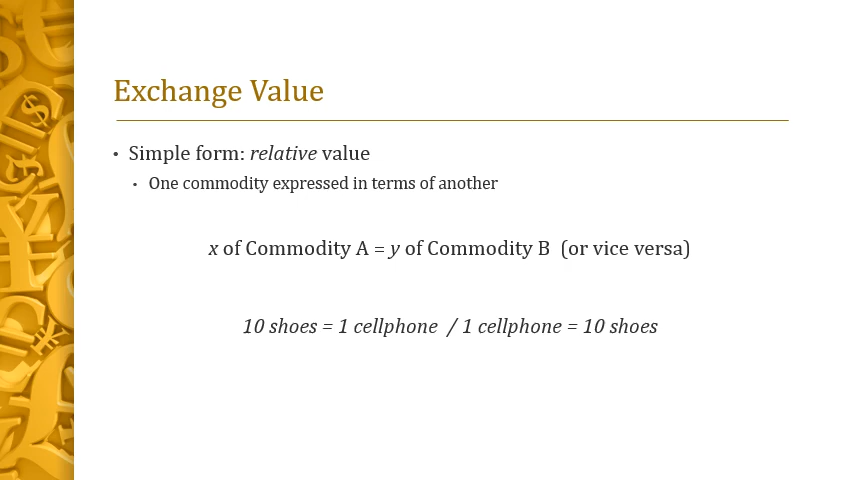 Exchange Value
• Simple form: relative value
• One commodity expressed in terms of another
x of Commodity A = y of Commodity B (or vice versa)
10 shoes = 1 cellphone / 1 cellphone = 10 shoes